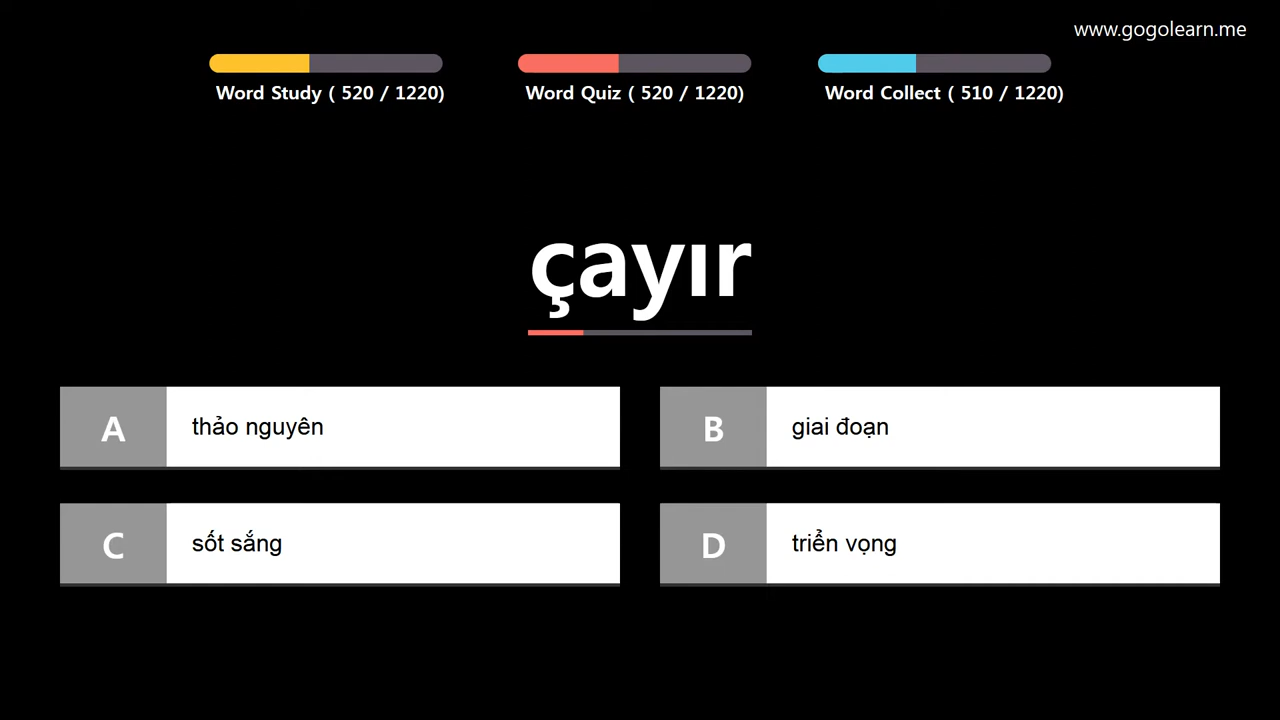 www.gogolearn.me
Word Study ( 520 / 1220)
Word Quiz ( 520 / 1220)
Word Collect ( 510 / 1220)
çayır
A
thảo nguyên
B
giai đoạn
C
sốt sắng
D
triển vọng